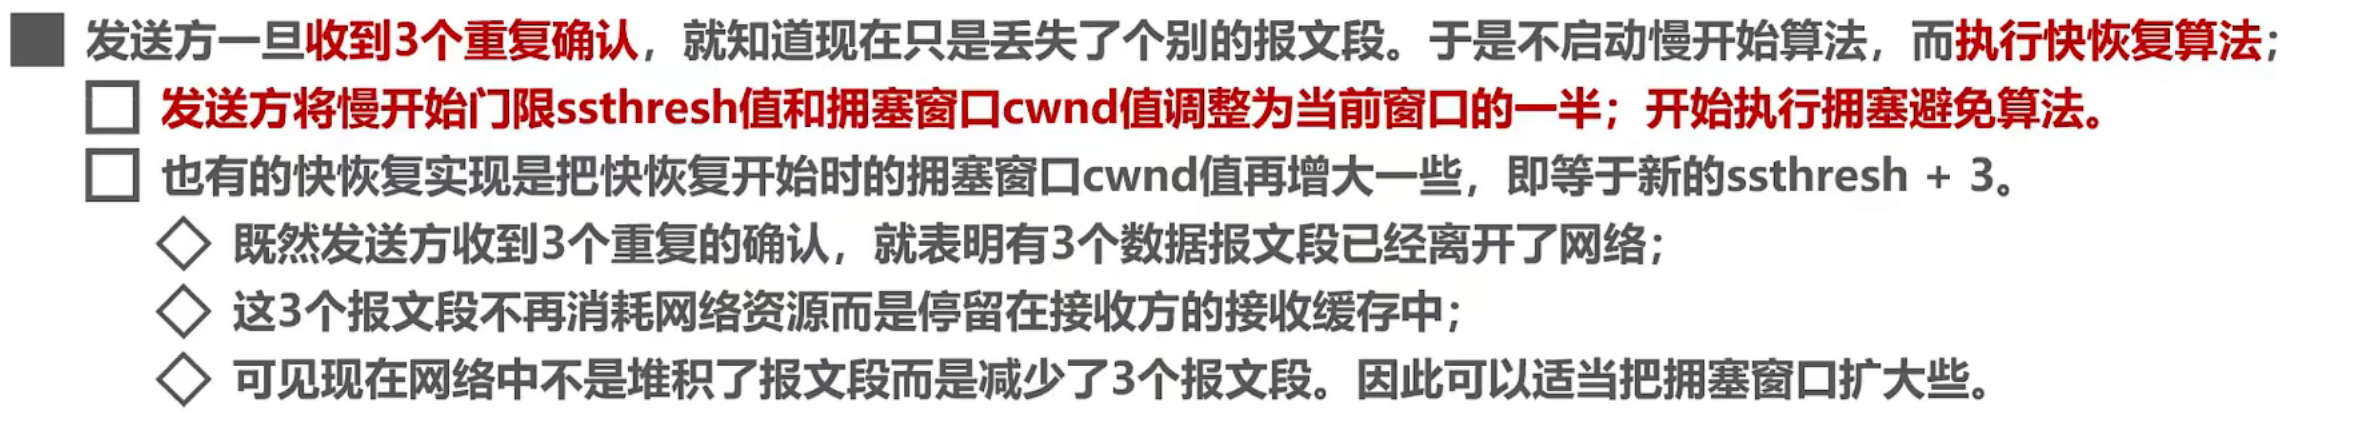 发送方一旦收到3个重复确认，就知道现在只是丢失了个别的报文段。于是不启动慢开始算法，而执行快恢复算法；
发送方将慢开始门限ssthresh值和拥塞窗口cwnd值调整为当前窗口的一半；开始执行拥塞避免算法。
也有的快恢复实现是把快恢复开始时的拥塞窗口cwnd值再增大一些，即等于新的ssthresh + 3。
既然发送方收到3个重复的确认，就表明有3个数据报文段已经离开了网络；
这3个报文段不再消耗网络资源而是停留在接收方的接收缓存中；
可见现在网络中不是堆积了报文段而是减少了3个报文段。因此可以适当把拥塞窗口扩大些。